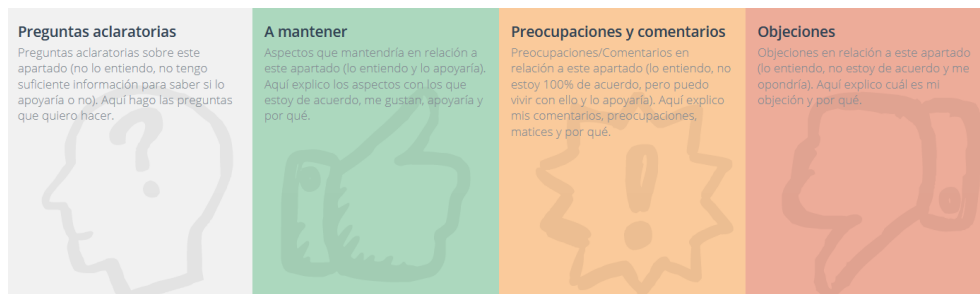 Preguntas aclaratorias
Preguntas aclaratorias sobre este
apartado (no lo entiendo, no tengo
suficiente información para saber si lo
apoyaría o no). Aquí hago las preguntas
que quiero hacer.
A mantener
Aspectos que mantendría en relación a
este apartado (lo entiendo y lo apoyaría).
Aquí explico los aspectos con los que
estoy de acuerdo, me gustan, apoyaría y
por qué.
Preocupaciones y comentarios
Preocupaciones/Comentarios en
relación a este apartado (lo entiendo, no
estoy 100% de acuerdo, pero puedo
vivir con ello y lo apoyaría). Aquí explico
mis comentarios, preocupaciones,
matices y por qué.
Objeciones
Objeciones en relación a este apartado
(lo entiendo, no estoy de acuerdo y me
opondría). Aquí explico cuál es mi
objeción y por qué.